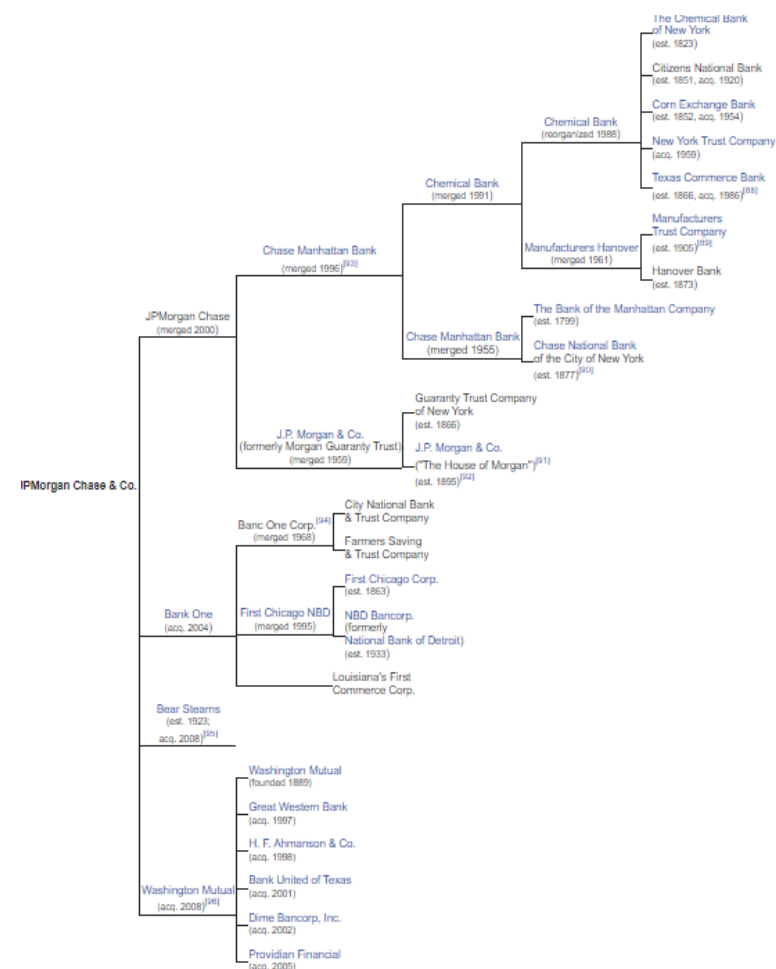 The Chemical Bank
of New York
(est. 1823)
Citizens National Bank
(est. 1851, acq. 1920)
Corn Exchange Bank
(est. 1852, acq. 1954)
Chemical Bank
(reorganized 1988)
New York Trust Company
(acq. 1959)
Texas Commerce Bank
(est. 1866, acq. 1986)[88]
Chemical Bank
(merged 1991)
Manufacturers
Trust Company
(est. 1905)[89]
Manufacturers Hanover
(merged 1961)
Hanover Bank
(est. 1873)
Chase Manhattan Bank
(merged 1996)[93]
The Bank of the Manhattan Company
(est. 1799)
Chase Manhattan Bank
(merged 1955)
Chase National Bank
of the City of New York
(est. 1877)[90]
JPMorgan Chase
(merged 2000)
Guaranty Trust Company
of New York
(est. 1866)
J.P. Morgan & Co.
(formerly Morgan Guaranty Trust)
(merged 1959)
J.P. Morgan & Co.
("The House of Morgan")[91]
(est. 1895)[92]
JPMorgan Chase & Co.
City National Bank
& Trust Company
Banc One Corp.[94]
(merged 1968)
Farmers Saving
& Trust Company
First Chicago Corp.
(est. 1863)
Bank One
(acq. 2004)
First Chicago NBD
(merged 1995)
NBD Bancorp.
(formerly
National Bank of Detroit)
(est. 1933)
Louisiana's First
Commerce Corp.
Bear Stearns
(est. 1923;
acq. 2008)[95]
Washington Mutual
(founded 1889)
Great Western Bank
(acq. 1997)
H. F. Ahmanson & Co.
(acq. 1998)
Bank United of Texas
(acq. 2001)
Washington Mutual
(acq. 2008)[96]
Dime Bancorp, Inc.
(acq. 2002)
Providian Financial
(acq. 2005)